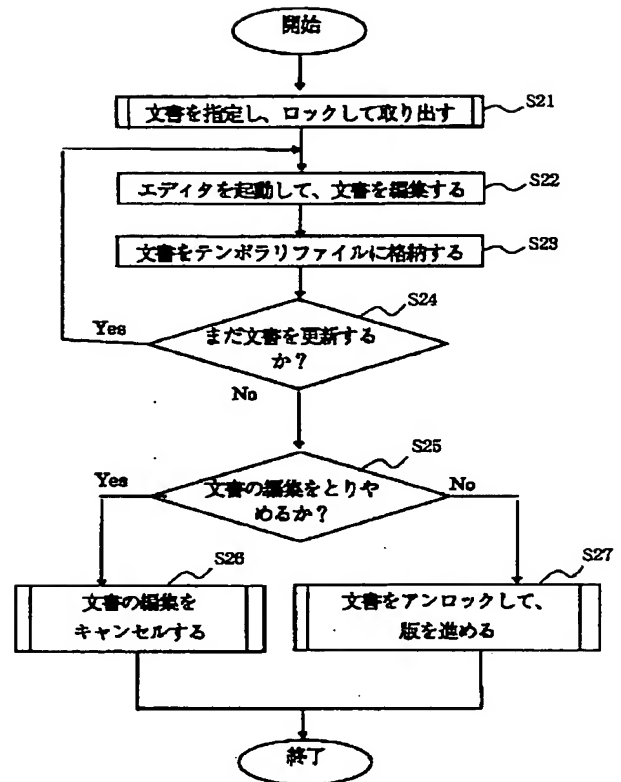 開始
文書を指定し、ロックして取り出す
S21
エディタを起動して、文書を編集する
S22
文書をテンポラリファイルに格納する
S23
S24
Yes
まだ文書を更新する
か？
No
S25
Yes
文書の編集をとりや
めるか？
No
S26
S27
文書の編集を
キャンセルする
文書をアンロックして、
版を進める
終了